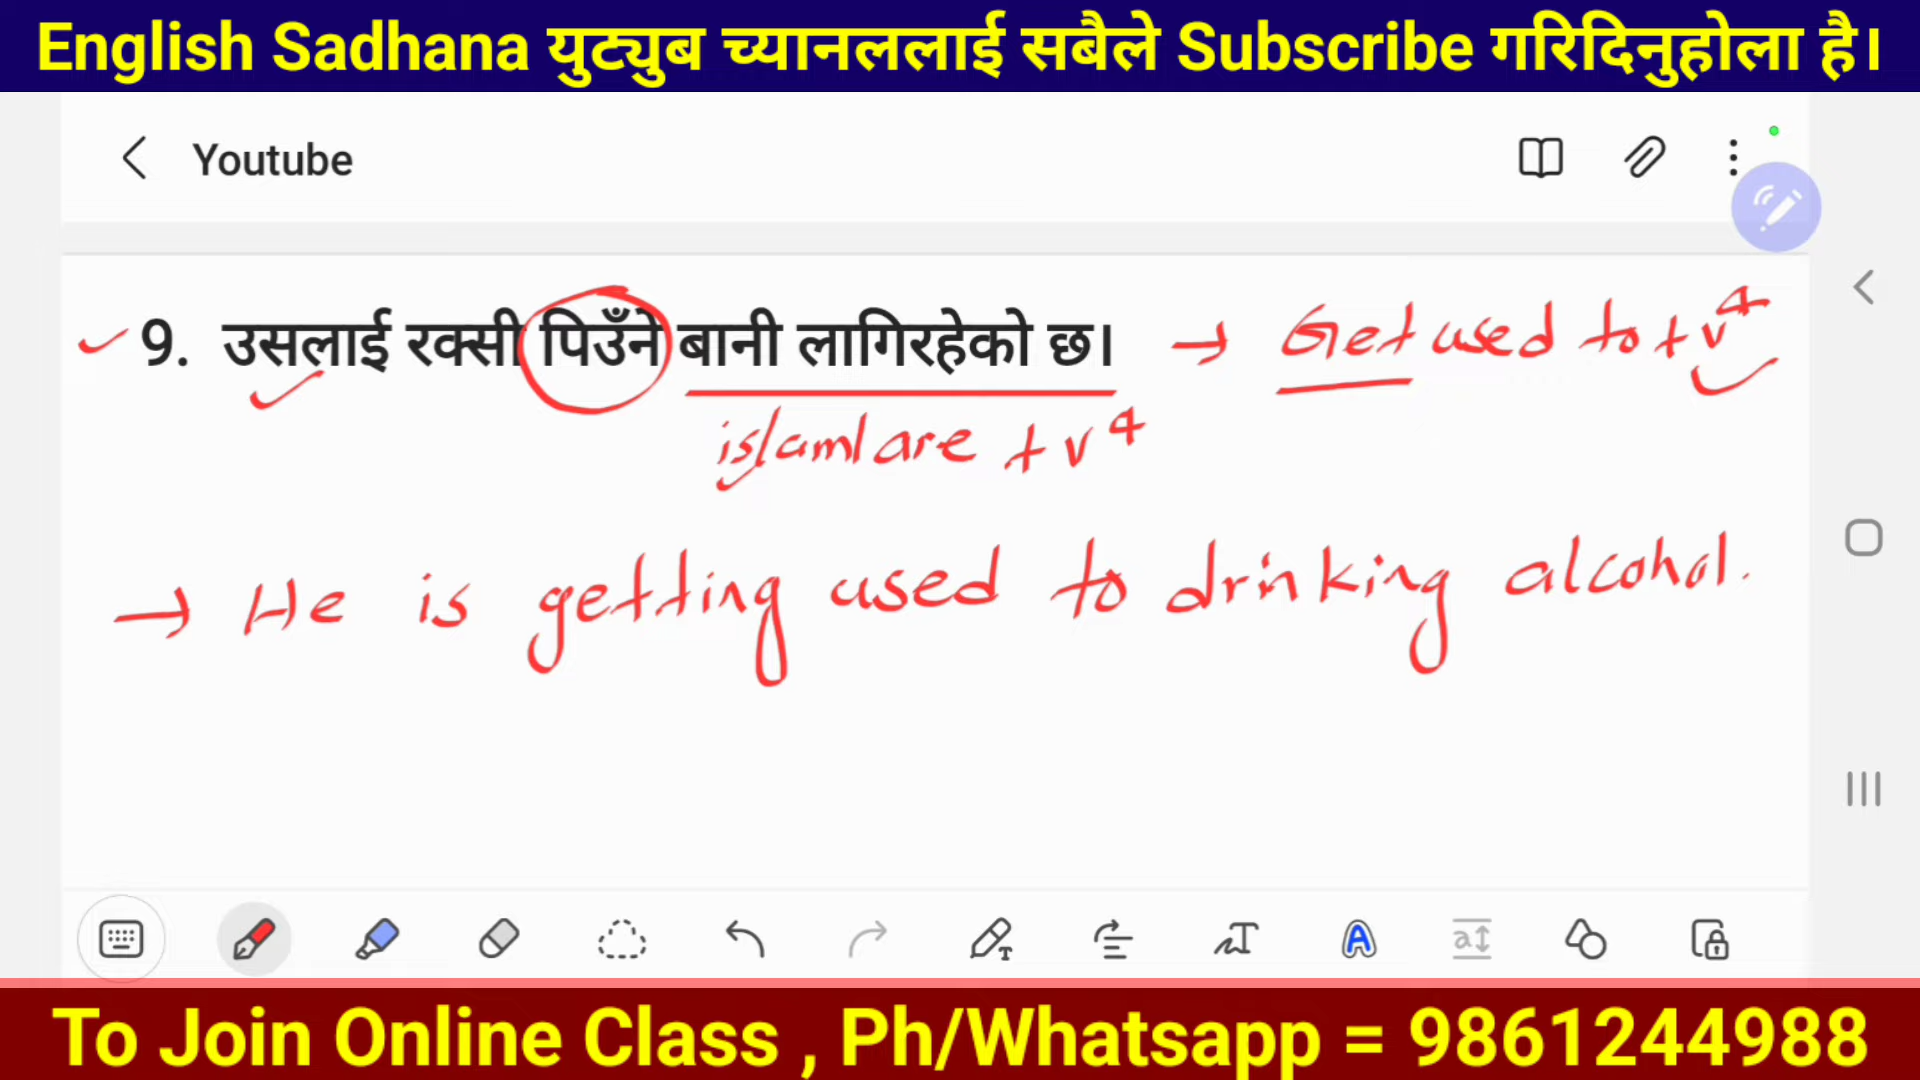 English Sadhana युट्युब च्यानललाई सबैले Subscribe गरिदिनुहोला है।
Youtube
9. उसलाई रक्सी पिउँने बानी लागिरहेको छ। → Get used to + v⁴
is/am/are + v⁴
→ He is getting used to drinking alcohol.
To Join Online Class , Ph/Whatsapp = 9861244988